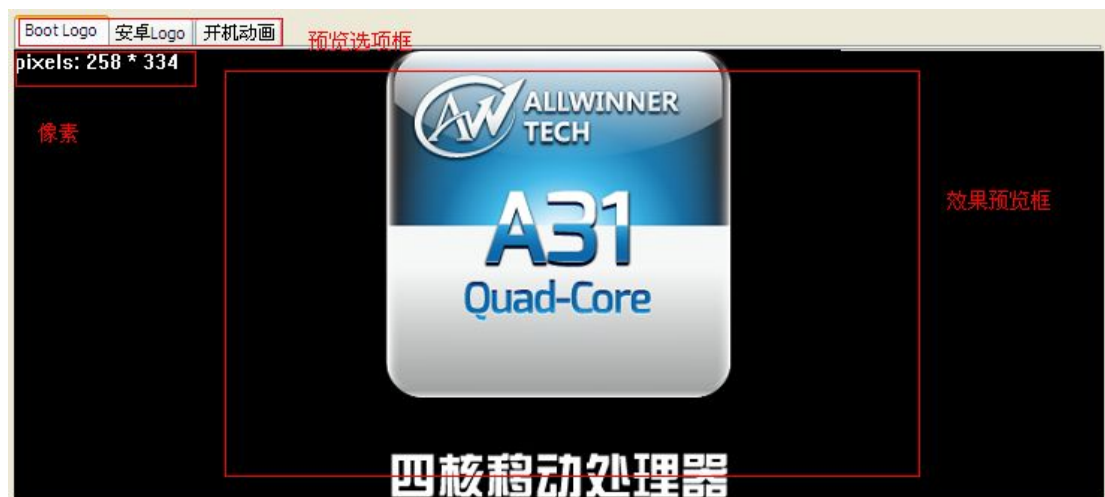 Boot Logo 安卓Logo 开机动画
预览选项框
pixels: 258 * 334
像素
ALLWINNER
TECH
效果预览框
A31
Quad-Core
四核移动处理器